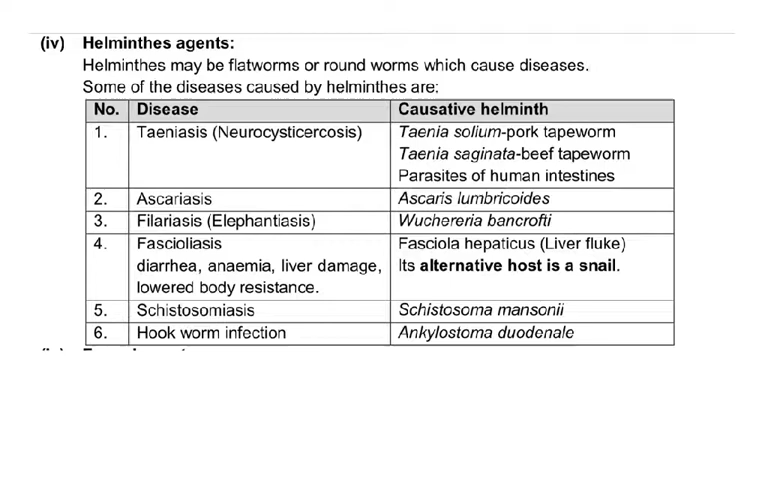 (iv) Helminthes agents:
Helminthes may be flatworms or round worms which cause diseases.
Some of the diseases caused by helminthes are:
No. Disease Causative helminth
1. Taeniasis (Neurocysticercosis) Taenia solium-pork tapeworm
Taenia saginata-beef tapeworm
Parasites of human intestines
2. Ascariasis Ascaris lumbricoides
3. Filariasis (Elephantiasis) Wuchereria bancrofti
4. Fascioliasis Fasciola hepaticus (Liver fluke)
diarrhea, anaemia, liver damage, Its alternative host is a snail.
lowered body resistance.
5. Schistosomiasis Schistosoma mansonii
6. Hook worm infection Ankylostoma duodenale